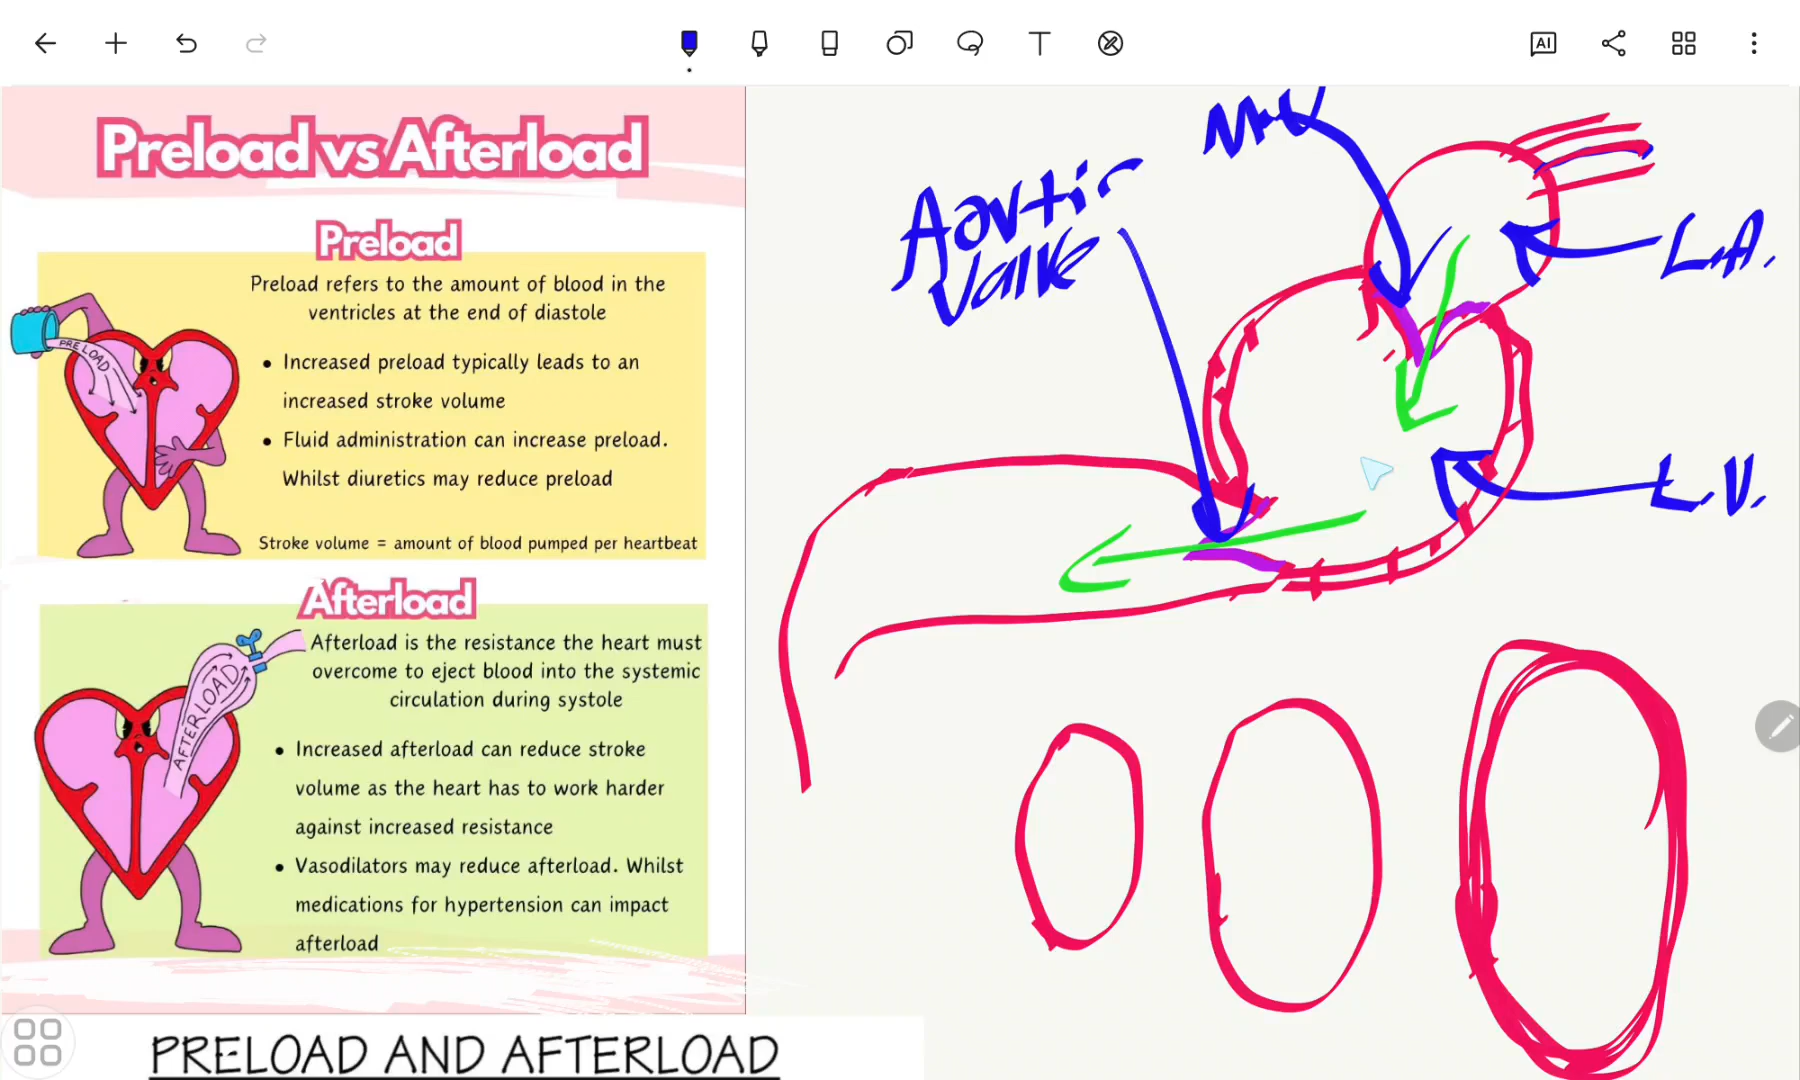 AI
Preload vs Afterload
Preload
Preload refers to the amount of blood in the
ventricles at the end of diastole
PRELOAD
• Increased preload typically leads to an
increased stroke volume
• Fluid administration can increase preload.
Whilst diuretics may reduce preload
Stroke volume = amount of blood pumped per heartbeat
Afterload
Afterload is the resistance the heart must
overcome to eject blood into the systemic
circulation during systole
AFTERLOAD
• Increased afterload can reduce stroke
volume as the heart has to work harder
against increased resistance
• Vasodilators may reduce afterload. Whilst
medications for hypertension can impact
afterload
PRELOAD AND AFTERLOAD
Aortic
valve
L.A.
L.V.